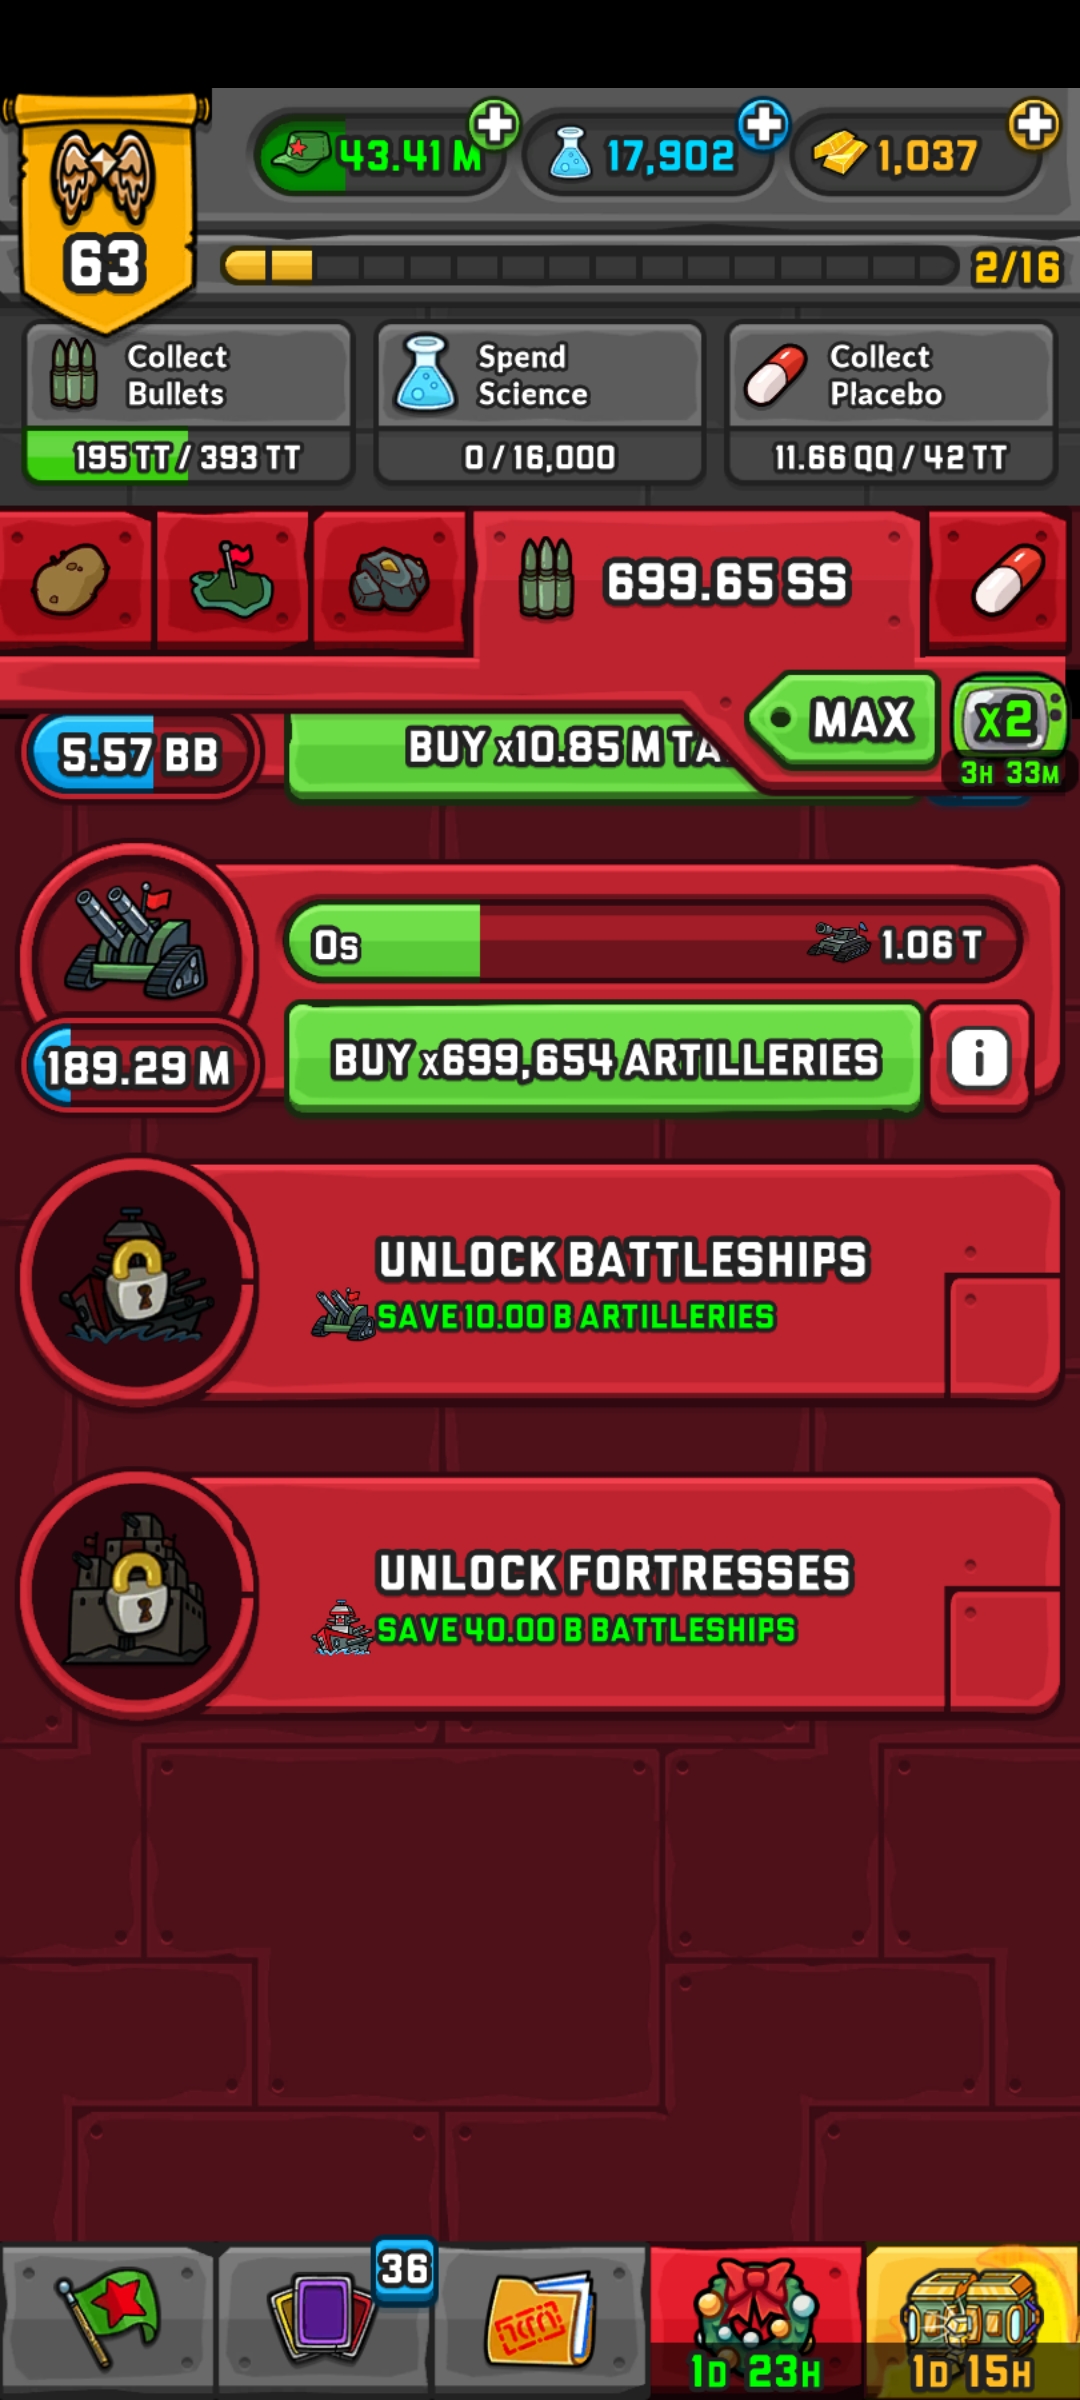 43.41 M
17,902
1,037
63
2/16
Collect
Bullets
195 TT / 393 TT
Spend
Science
0 / 16,000
Collect
Placebo
11.66 QQ / 42 TT
699.65 SS
MAX
x2
3H 33M
5.57 BB
BUY x10.85 M TA
0s
1.06 T
189.29 M
BUY x699,654 ARTILLERIES
i
UNLOCK BATTLESHIPS
SAVE 10.00 B ARTILLERIES
UNLOCK FORTRESSES
SAVE 40.00 B BATTLESHIPS
36
1D 23H
1D 15H